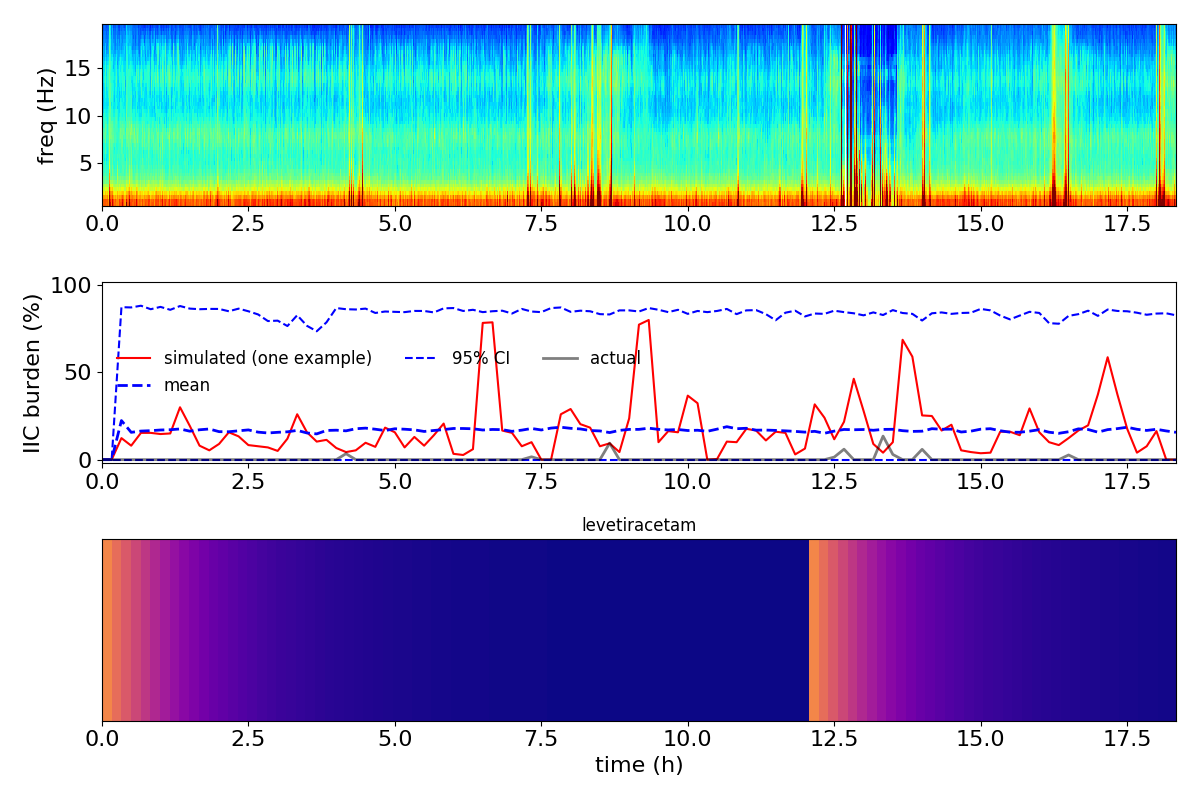 freq (Hz)
15
10
5
0.0 2.5 5.0 7.5 10.0 12.5 15.0 17.5
IIC burden (%)
100
50
0
simulated (one example) 95% CI actual
mean
0.0 2.5 5.0 7.5 10.0 12.5 15.0 17.5
levetiracetam
0.0 2.5 5.0 7.5 10.0 12.5 15.0 17.5
time (h)